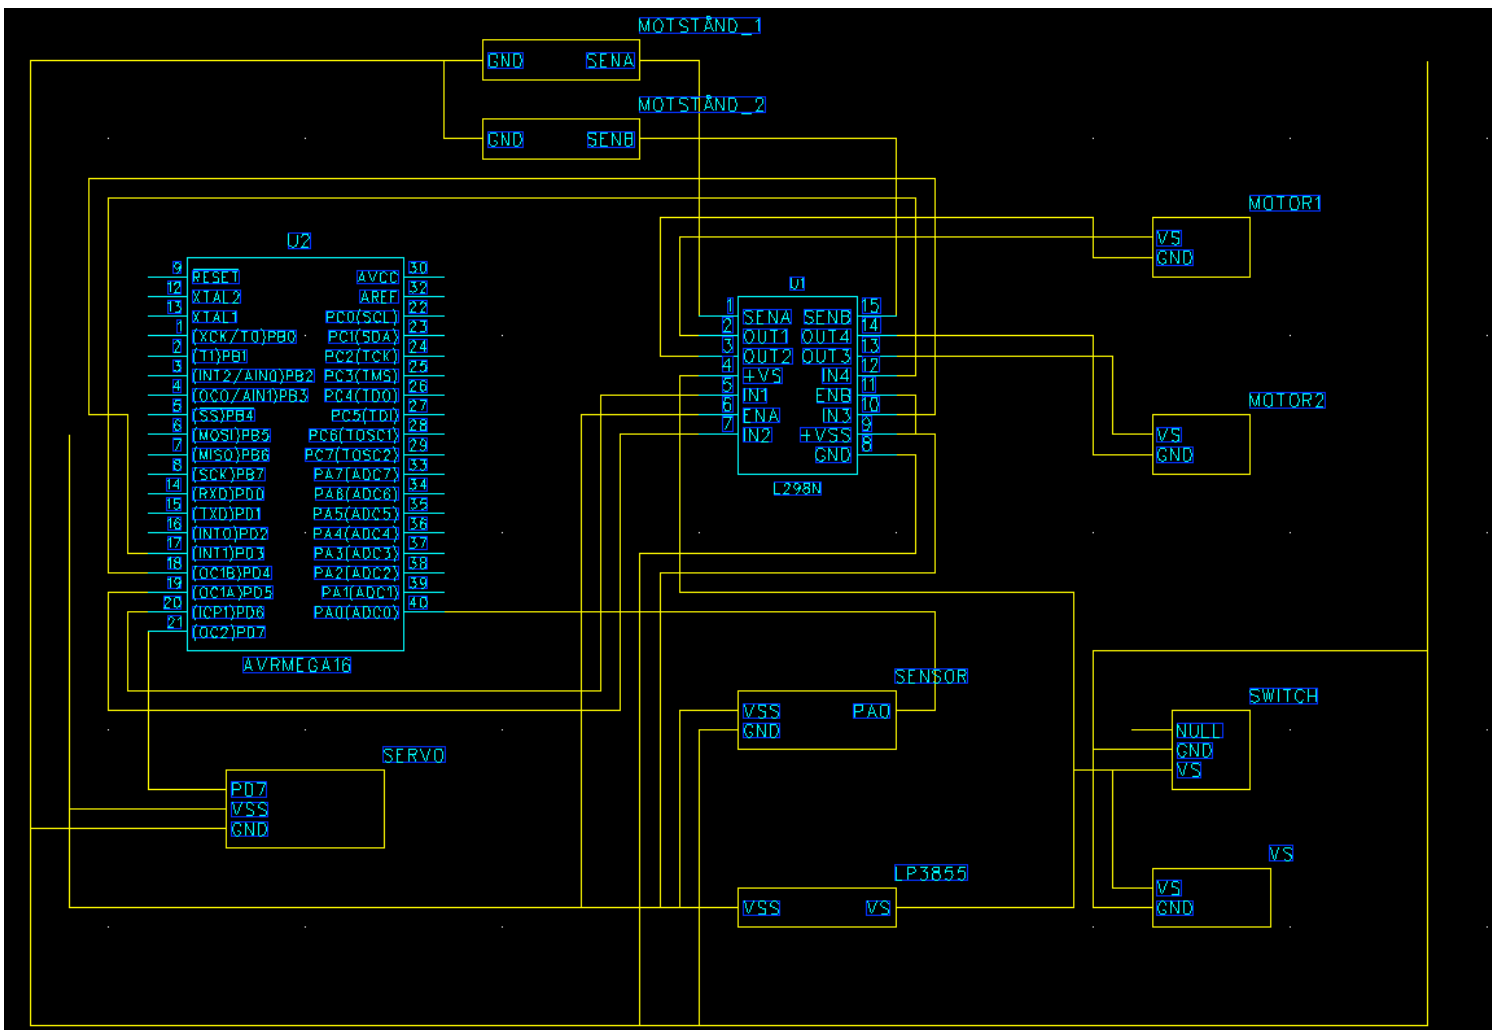 MOTSTÅND_1
GND SENA
MOTSTÅND_2
GND SENB
MOTOR1
VS
GND
U2
9 RESET AVCC 30
12 XTAL2 AREF 32
13 XTAL1 PC0(SCL) 22
1 (XCK/T0)PB0 PC1(SDA) 23
2 (T1)PB1 PC2(TCK) 24
3 (INT2/AIN0)PB2 PC3(TMS) 25
4 (OC0/AIN1)PB3 PC4(TDO) 26
5 (SS)PB4 PC5(TDI) 27
6 (MOSI)PB5 PC6(TOSC1) 28
7 (MISO)PB6 PC7(TOSC2) 29
8 (SCK)PB7 PA7(ADC7) 33
14 (RXD)PD0 PA6(ADC6) 34
15 (TXD)PD1 PA5(ADC5) 35
16 (INT0)PD2 PA4(ADC4) 36
17 (INT1)PD3 PA3(ADC3) 37
18 (OC1B)PD4 PA2(ADC2) 38
19 (OC1A)PD5 PA1(ADC1) 39
20 (ICP1)PD6 PA0(ADC0) 40
21 (OC2)PD7
AVRMEGA16
U1
1 SENA SENB 15
2 OUT1 OUT4 14
3 OUT2 OUT3 13
4 +VS IN4 12
5 IN1 ENB 11
6 ENA IN3 10
7 IN2 +VSS 9
GND 8
L298N
MOTOR2
VS
GND
SENSOR
VSS PA0
GND
SWITCH
NULL
GND
VS
SERVO
PD7
VSS
GND
LP3855
VSS VS
VS
VS
GND